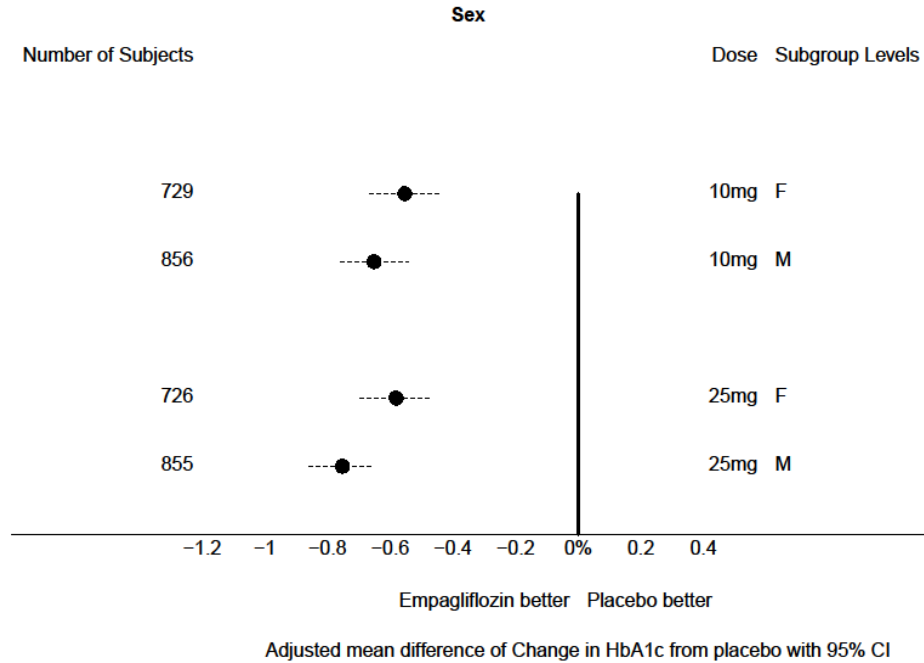 Sex
Number of Subjects Dose Subgroup Levels
729 10mg F
856 10mg M
726 25mg F
855 25mg M
−1.2 −1 −0.8 −0.6 −0.4 −0.2 0% 0.2 0.4
Empagliflozin better Placebo better
Adjusted mean difference of Change in HbA1c from placebo with 95% CI